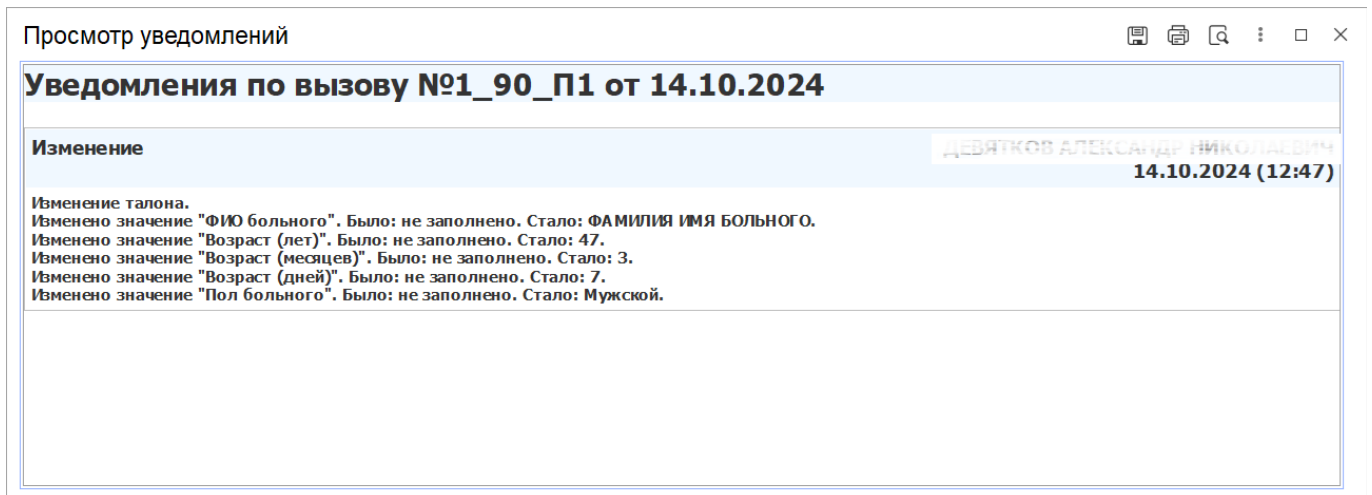 Просмотр уведомлений
Уведомления по вызову №1_90_П1 от 14.10.2024
Изменение
14.10.2024 (12:47)
Изменение талона.
Изменено значение "ФИО больного". Было: не заполнено. Стало: ФАМИЛИЯ ИМЯ БОЛЬНОГО.
Изменено значение "Возраст (лет)". Было: не заполнено. Стало: 47.
Изменено значение "Возраст (месяцев)". Было: не заполнено. Стало: 3.
Изменено значение "Возраст (дней)". Было: не заполнено. Стало: 7.
Изменено значение "Пол больного". Было: не заполнено. Стало: Мужской.